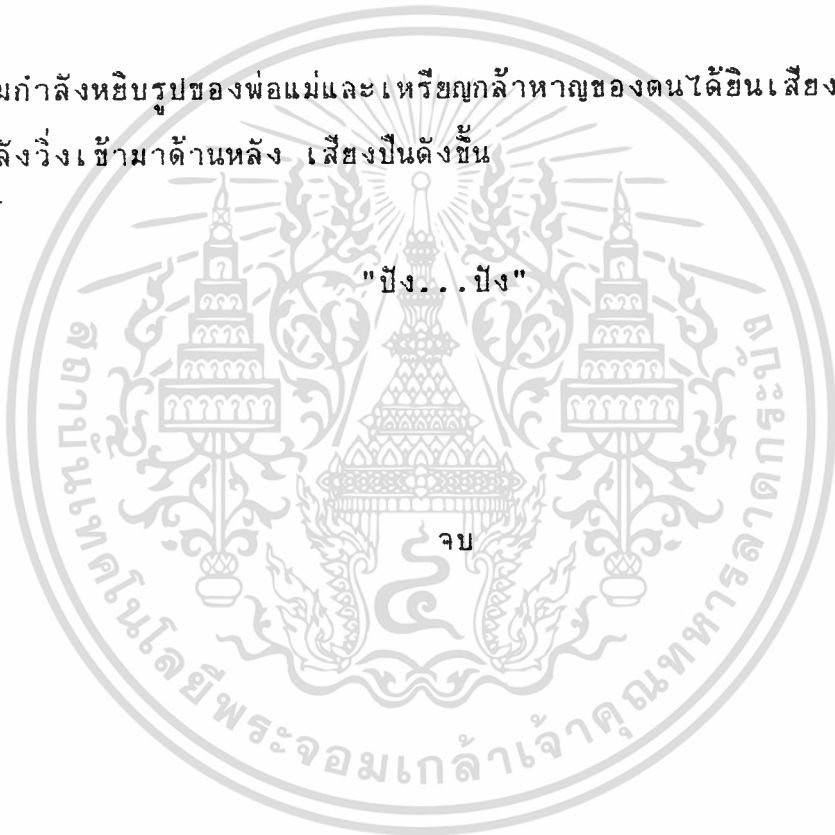 มกำลังหยิบรูปของพ่อแม่และเหรียญกล้าหาญของตนได้ยินเสียง
ลังวิ่งเข้ามาด้านหลัง เสียงปืนดังขึ้น
"ปัง...ปัง"
จบ
สถาบันเทคโนโลยีพระจอมเกล้าเจ้าคุณทหารลาดกระบัง